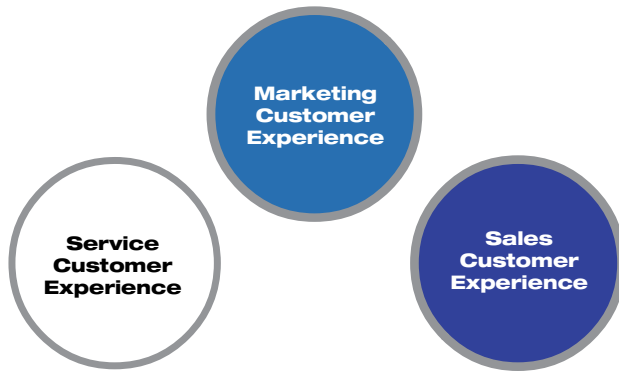 Marketing
Customer
Experience
Service
Customer
Experience
Sales
Customer
Experience